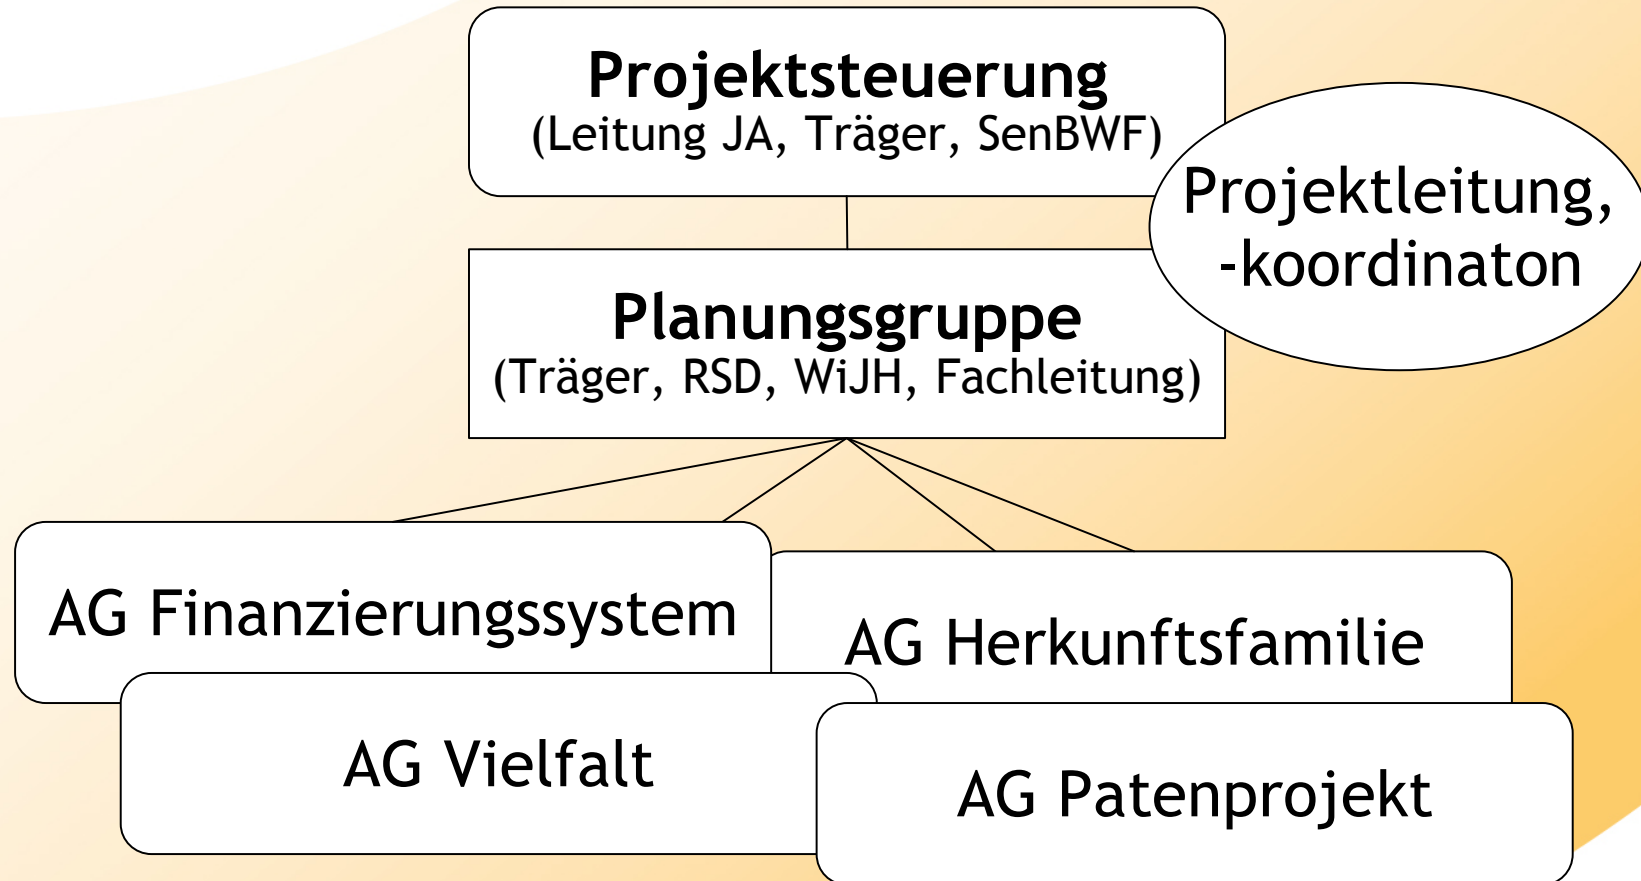 Projektsteuerung
(Leitung JA, Träger, SenBWF)
Projektleitung,
-koordinaton
Planungsgruppe
(Träger, RSD, WiJH, Fachleitung)
AG Finanzierungssystem
AG Herkunftsfamilie
AG Vielfalt
AG Patenprojekt